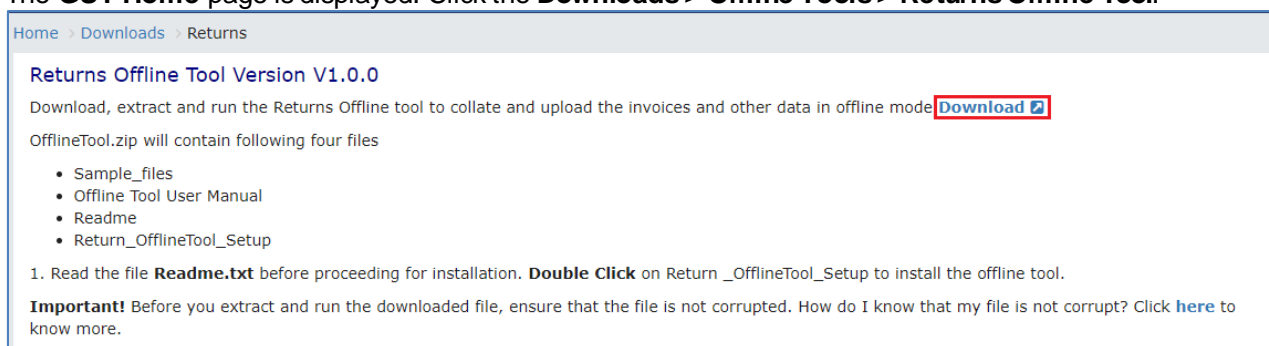 The GST Home page is displayed. Click the Downloads > Offline Tools > Returns Offline Tool.
Home > Downloads > Returns
Returns Offline Tool Version V1.0.0
Download, extract and run the Returns Offline tool to collate and upload the invoices and other data in offline mode Download
OfflineTool.zip will contain following four files
• Sample_files
• Offline Tool User Manual
• Readme
• Return_OfflineTool_Setup
1. Read the file Readme.txt before proceeding for installation. Double Click on Return _OfflineTool_Setup to install the offline tool.
Important! Before you extract and run the downloaded file, ensure that the file is not corrupted. How do I know that my file is not corrupt? Click here to
know more.